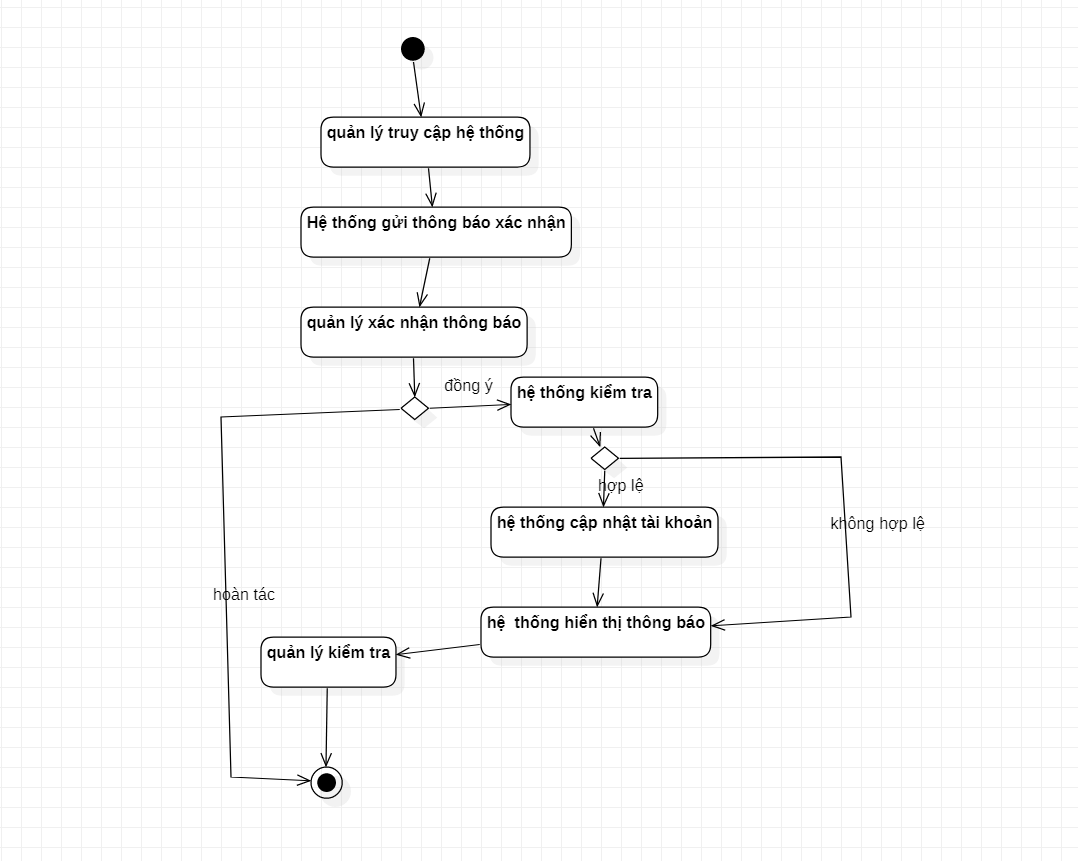 quản lý truy cập hệ thống
Hệ thống gửi thông báo xác nhận
quản lý xác nhận thông báo
đồng ý
hệ thống kiểm tra
hợp lệ
hệ thống cập nhật tài khoản
không hợp lệ
hoàn tác
hệ  thống hiển thị thông báo
quản lý kiểm tra